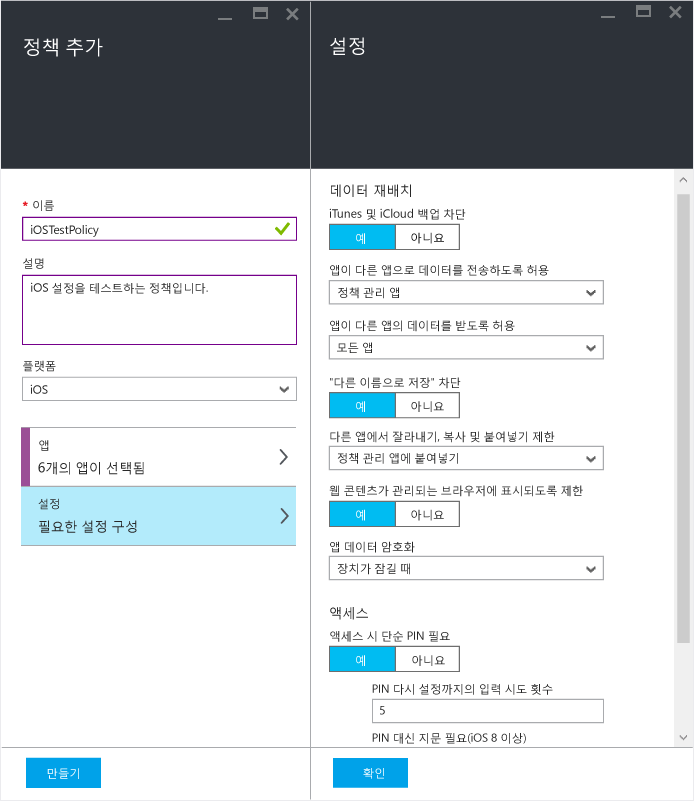 정책 추가
* 이름
iOSTestPolicy
설명
iOS 설정을 테스트하는 정책입니다.
플랫폼
iOS
앱
6개의 앱이 선택됨
설정
필요한 설정 구성
만들기
설정
데이터 재배치
iTunes 및 iCloud 백업 차단
예 아니요
앱이 다른 앱으로 데이터를 전송하도록 허용
정책 관리 앱
앱이 다른 앱의 데이터를 받도록 허용
모든 앱
"다른 이름으로 저장" 차단
예 아니요
다른 앱에서 잘라내기, 복사 및 붙여넣기 제한
정책 관리 앱에 붙여넣기
웹 콘텐츠가 관리되는 브라우저에 표시되도록 제한
예 아니요
앱 데이터 암호화
장치가 잠길 때
액세스
액세스 시 단순 PIN 필요
예 아니요
PIN 다시 설정까지의 입력 시도 횟수
5
PIN 대신 지문 필요(iOS 8 이상)
확인